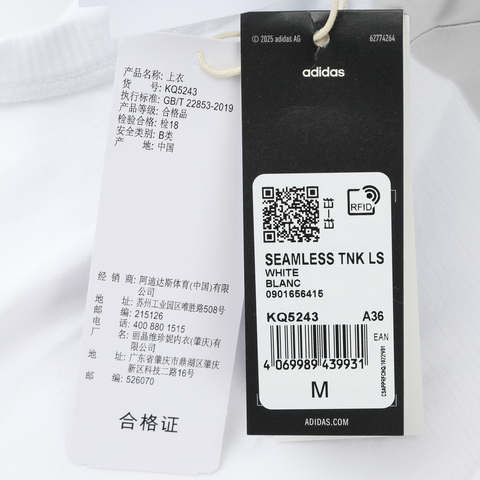 产品名称: 上衣
货 号: KQ5243
执行标准: GB/T 22853-2019
产品等级: 合格品
检验合格: 检18
安全类别: B类
产 地: 中国
经 销 商: 阿迪达斯体育(中国)有限
公司
地 址: 苏州工业园区唯胜路508号
邮 编: 215126
电 话: 400 880 1515
厂 名: 丽晶维珍妮内衣(肇庆)有
限公司
地 址: 广东省肇庆市鼎湖区肇庆
新区科技二路16号
邮 编: 526070
合格证
© 2025 adidas AG 62774264
adidas
RFID
SEAMLESS TNK LS
WHITE
BLANC
0901656415
KQ5243 A36
EAN
4 069989 439931
M
ADIDAS.COM